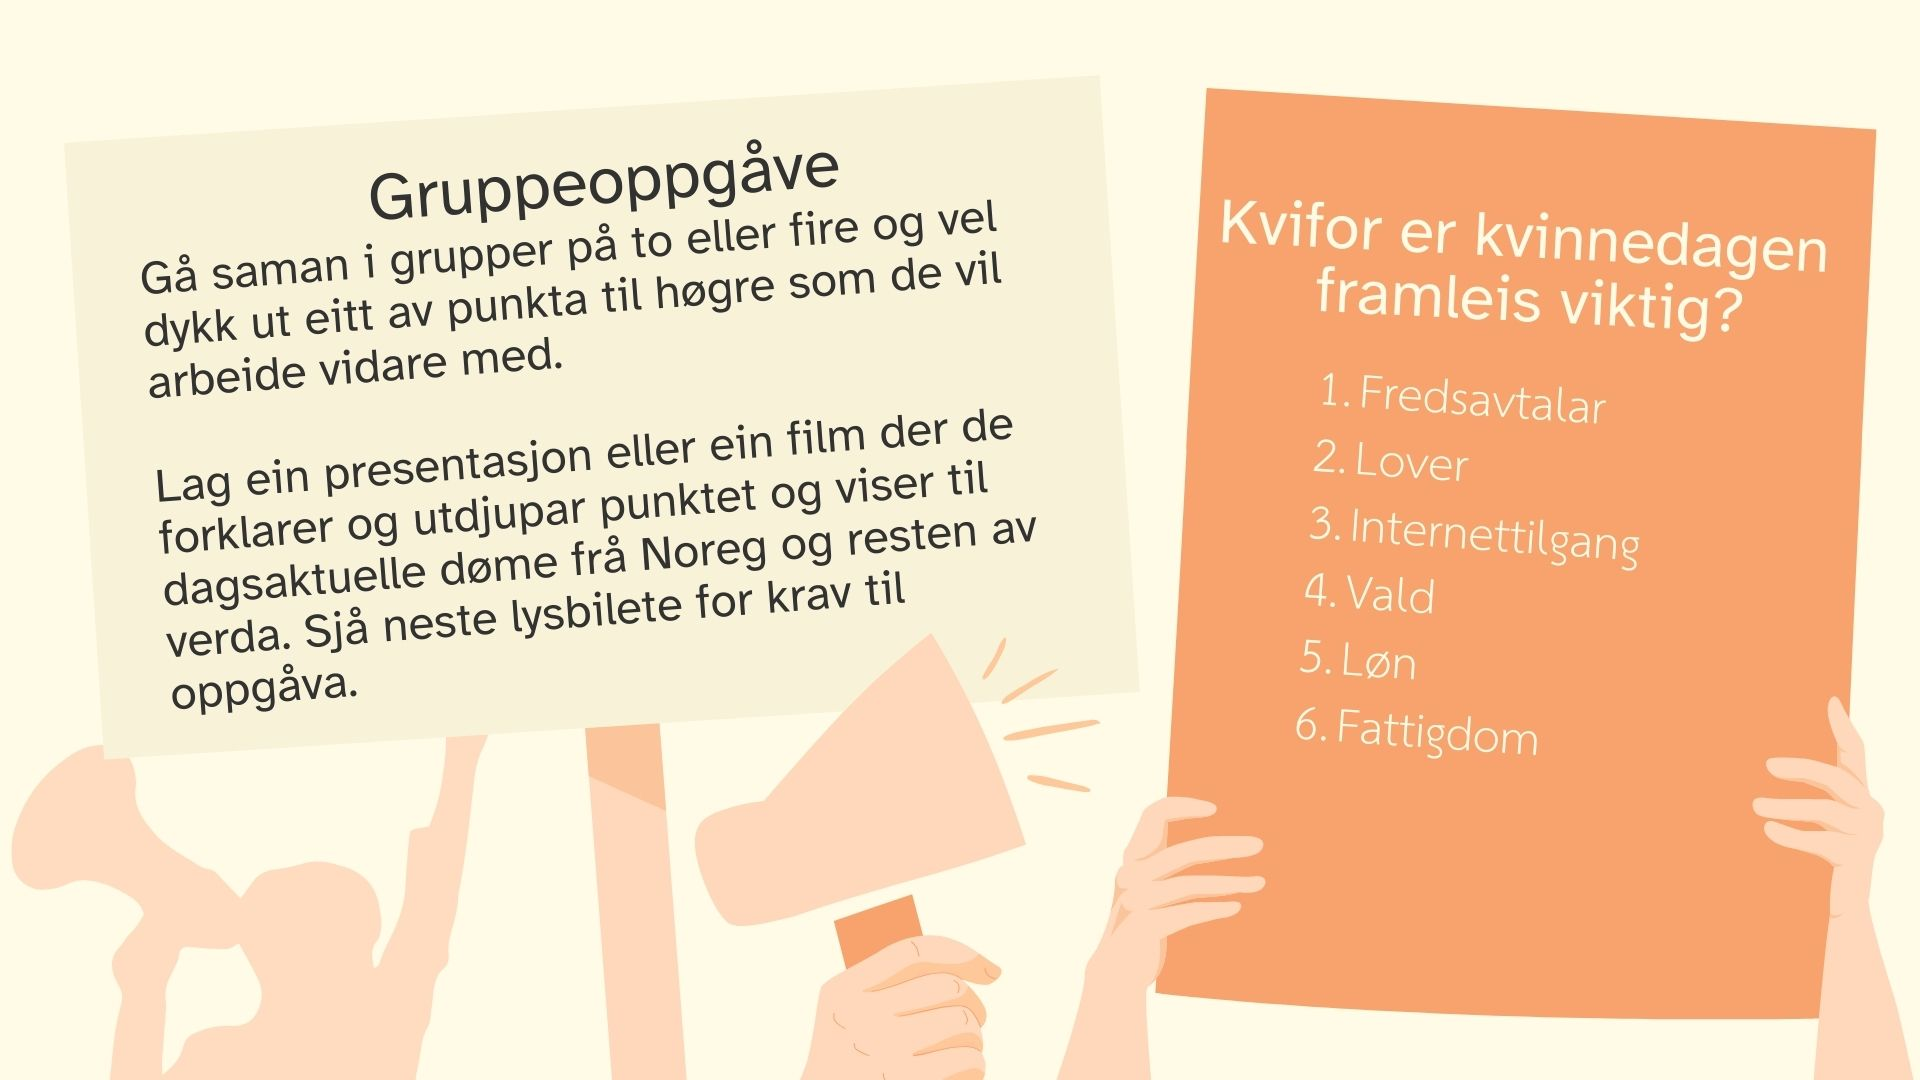 Gruppeoppgåve
Gå saman i grupper på to eller fire og vel
dykk ut eitt av punkta til høgre som de vil
arbeide vidare med.
Lag ein presentasjon eller ein film der de
forklarer og utdjupar punktet og viser til
dagsaktuelle døme frå Noreg og resten av
verda. Sjå neste lysbilete for krav til
oppgåva.
Kvifor er kvinnedagen
framleis viktig?
1. Fredsavtalar
2. Lover
3. Internettilgang
4. Vald
5. Løn
6. Fattigdom